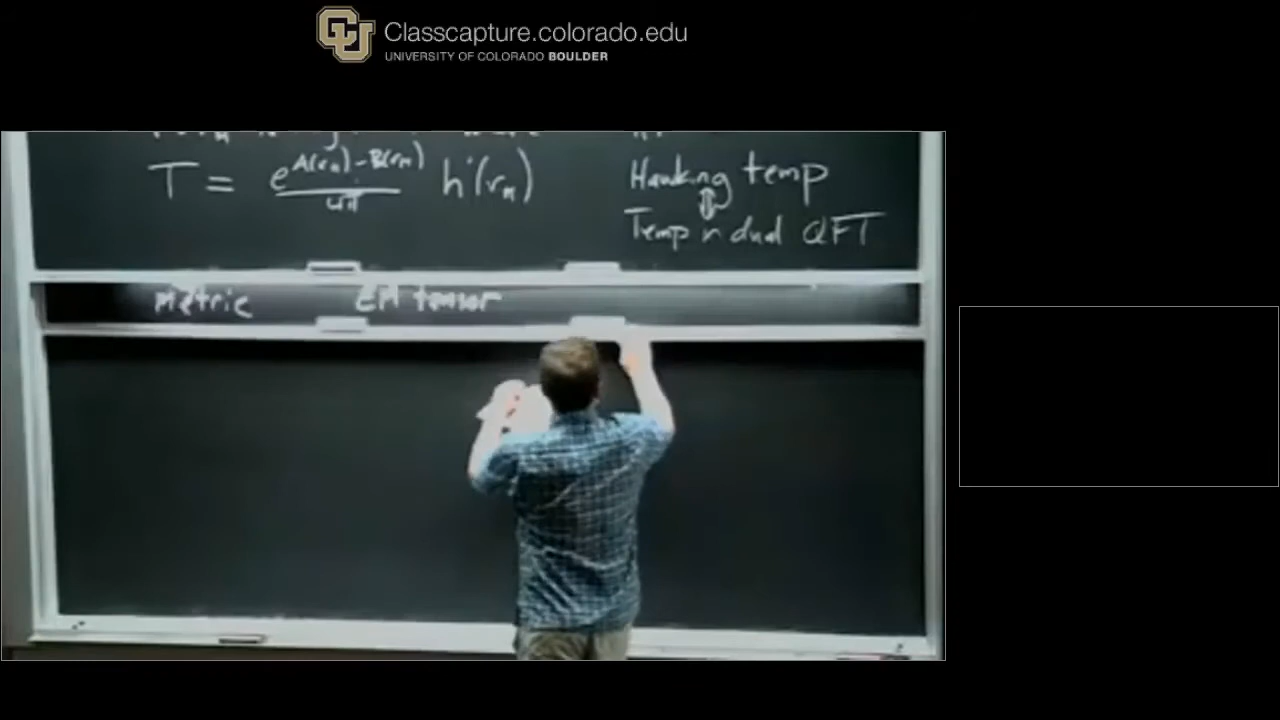 Classcapture.colorado.edu
UNIVERSITY OF COLORADO BOULDER
T = e^{A(r_H) - B(r_H)} / 4π h'(r_H)
Hawking temp
↕
Temp in dual QFT
Metric EM tensor